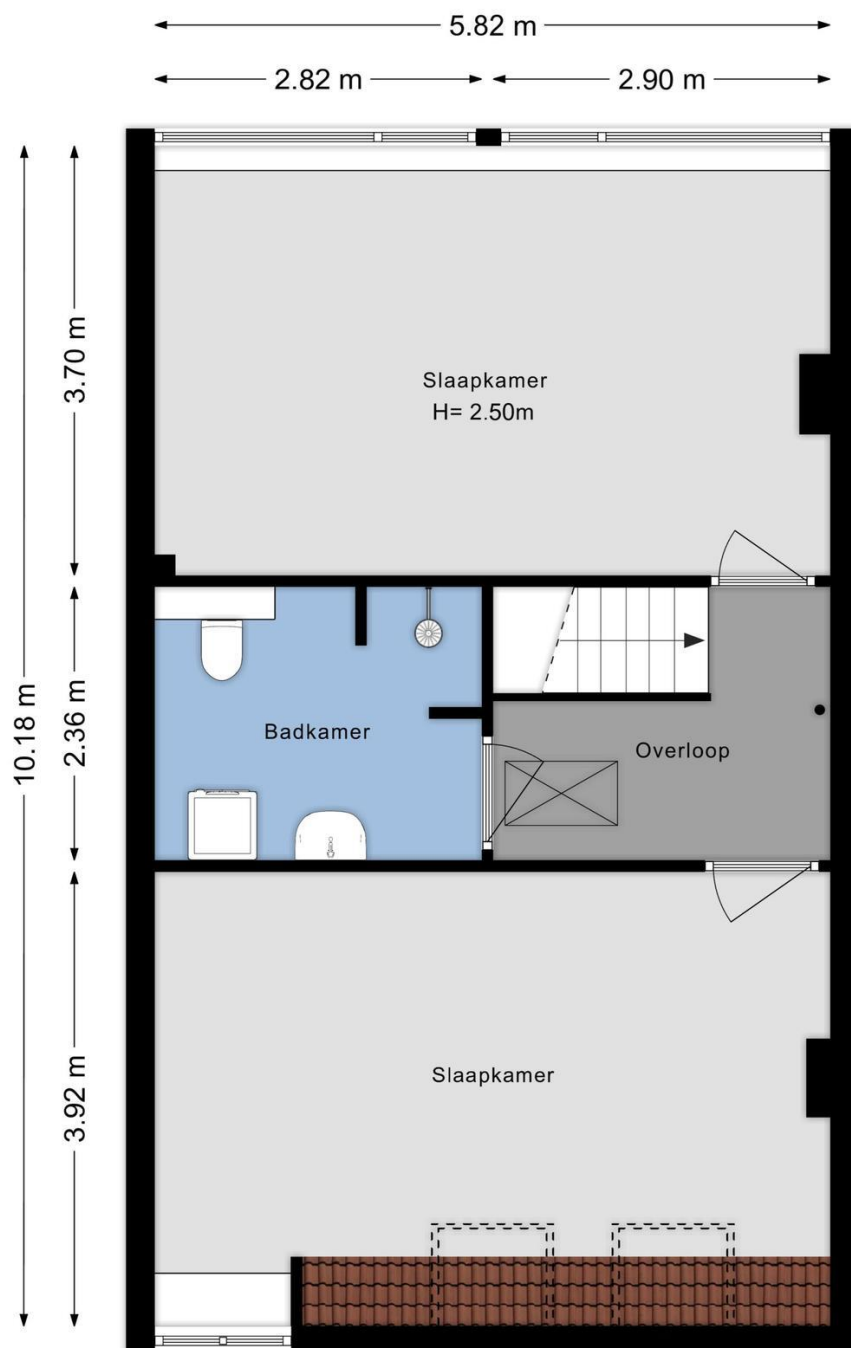 5.82 m
2.82 m
2.90 m
3.70 m
Slaapkamer
H= 2.50m
10.18 m
2.36 m
Badkamer
Overloop
3.92 m
Slaapkamer